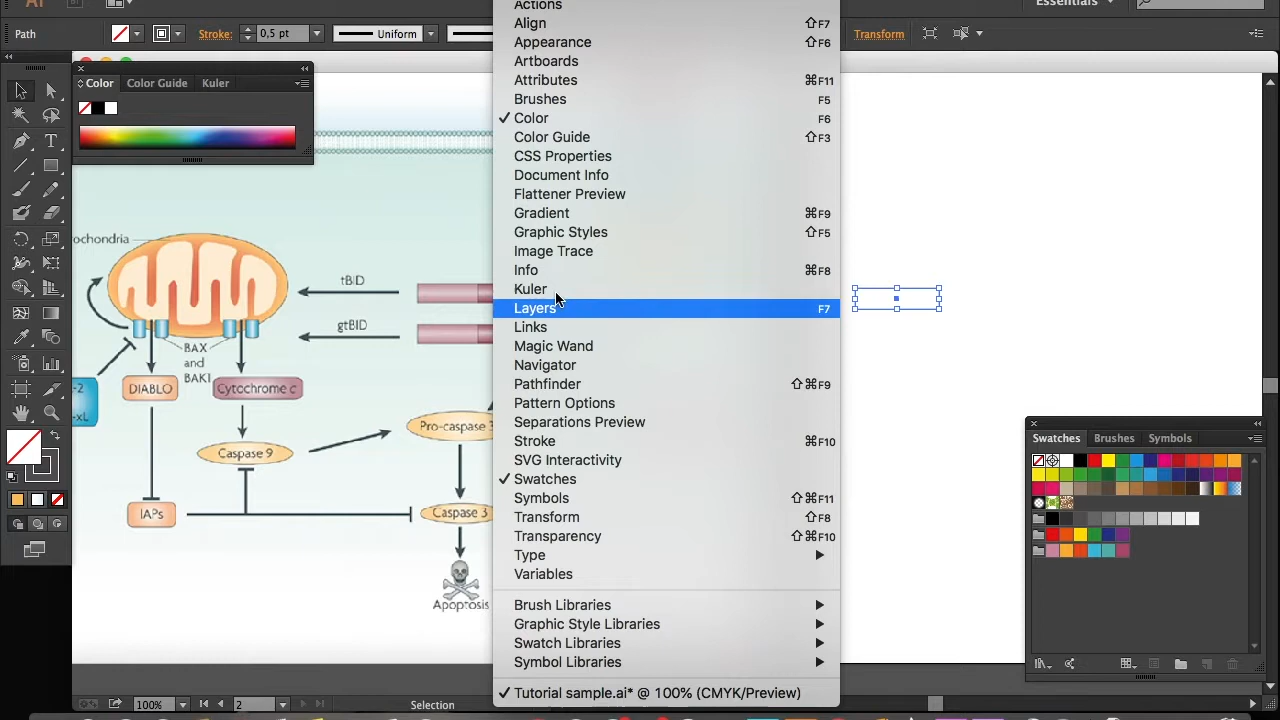 Ai
Essentials
Path
Stroke:
0,5 pt
Uniform
Transform
Color
Color Guide
Kuler
Actions
Align ⇧F7
Appearance ⇧F6
Artboards
Attributes ⌘F11
Brushes F5
✓ Color F6
Color Guide ⇧F3
CSS Properties
Document Info
Flattener Preview
Gradient ⌘F9
Graphic Styles ⇧F5
Image Trace
Info ⌘F8
Kuler
Layers F7
Links
Magic Wand
Navigator
Pathfinder ⇧⌘F9
Pattern Options
Separations Preview
Stroke ⌘F10
SVG Interactivity
✓ Swatches
Symbols ⇧⌘F11
Transform ⇧F8
Transparency ⇧⌘F10
Type
Variables
Brush Libraries
Graphic Style Libraries
Swatch Libraries
Symbol Libraries
✓ Tutorial sample.ai* @ 100% (CMYK/Preview)
ochondria
tBID
gtBID
BAX
and
BAK1
-2
-xL
DIABLO
Cytochrome c
Caspase 9
Pro-caspase 3
IAPs
Caspase 3
Apoptosis
Swatches
Brushes
Symbols
100%
2
Selection